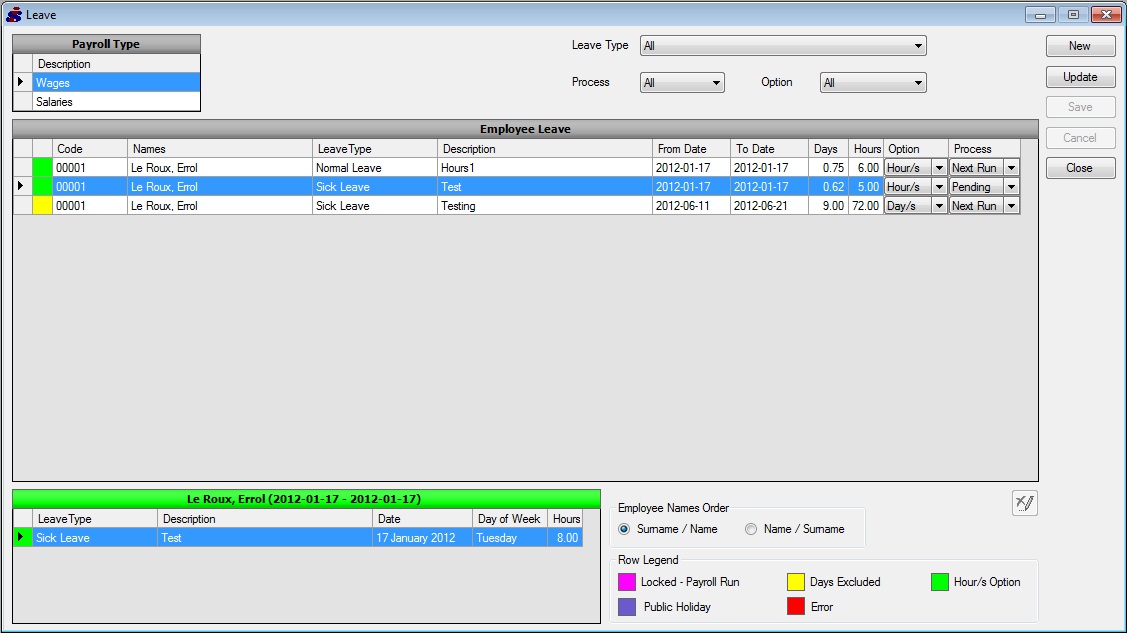 Leave
Payroll Type
Description
Wages
Salaries
Leave Type All
Process All Option All
New
Update
Save
Cancel
Close
Employee Leave
Code Names LeaveType Description From Date To Date Days Hours Option Process
00001 Le Roux, Errol Normal Leave Hours1 2012-01-17 2012-01-17 0.75 6.00 Hour/s Next Run
00001 Le Roux, Errol Sick Leave Test 2012-01-17 2012-01-17 0.62 5.00 Hour/s Pending
00001 Le Roux, Errol Sick Leave Testing 2012-06-11 2012-06-21 9.00 72.00 Day/s Next Run
Le Roux, Errol (2012-01-17 - 2012-01-17)
LeaveType Description Date Day of Week Hours
Sick Leave Test 17 January 2012 Tuesday 8.00
Employee Names Order
Surname / Name Name / Surname
Row Legend
Locked - Payroll Run Days Excluded Hour/s Option
Public Holiday Error